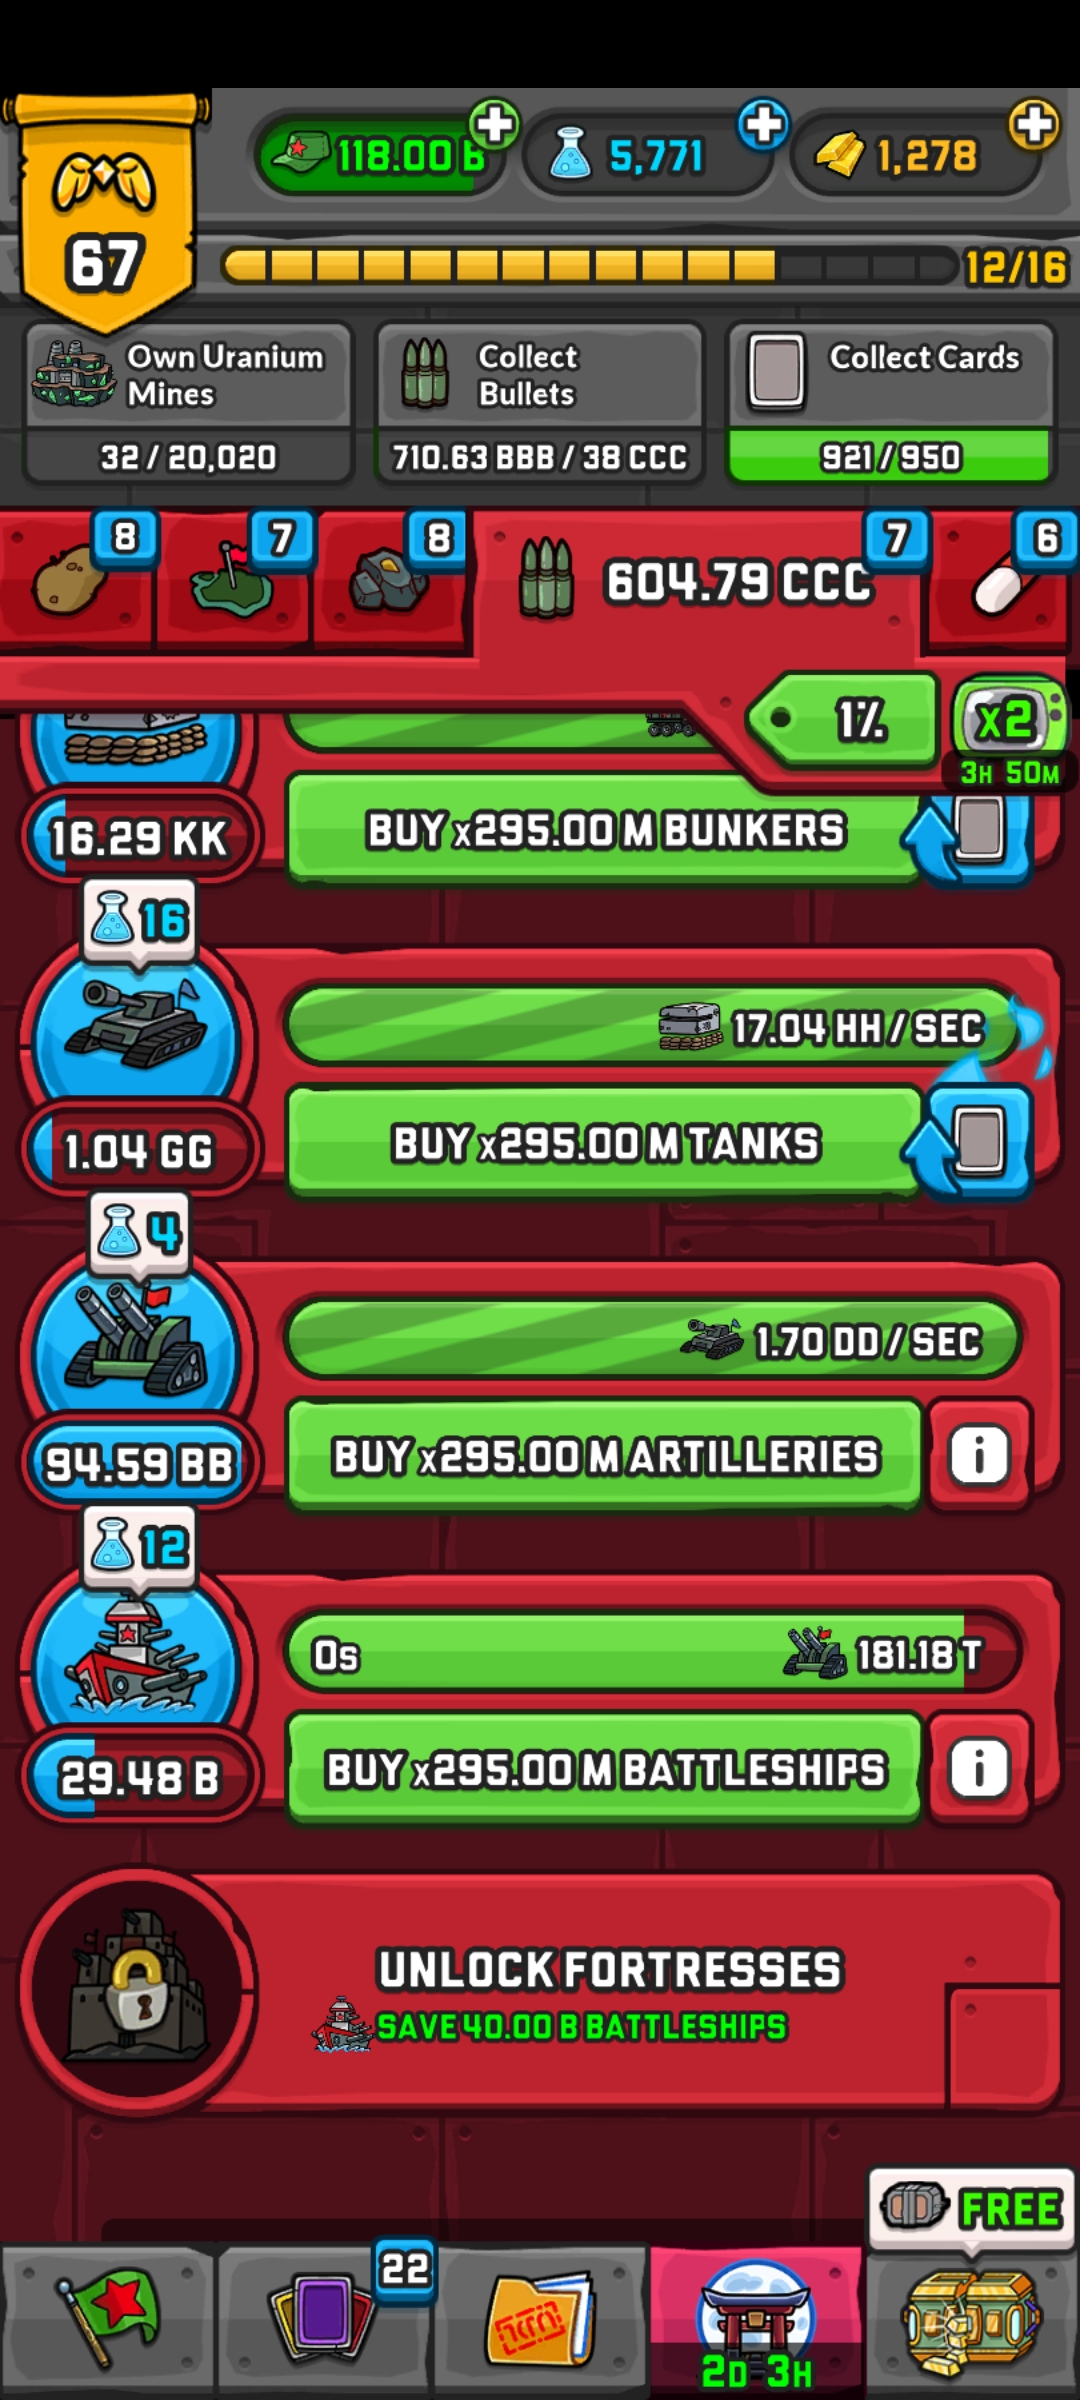 67
118.00 B
5,771
1,278
12/16
Own Uranium
Mines
32 / 20,020
Collect
Bullets
710.63 BBB / 38 CCC
Collect Cards
921 / 950
8
7
8
604.79 CCC
7
6
1%
x2
3H 50M
16.29 KK
BUY x295.00 M BUNKERS
16
17.04 HH / SEC
1.04 GG
BUY x295.00 M TANKS
4
1.70 DD / SEC
94.59 BB
BUY x295.00 M ARTILLERIES
12
0s
181.18 T
29.48 B
BUY x295.00 M BATTLESHIPS
UNLOCK FORTRESSES
SAVE 40.00 B BATTLESHIPS
FREE
22
2D 3H